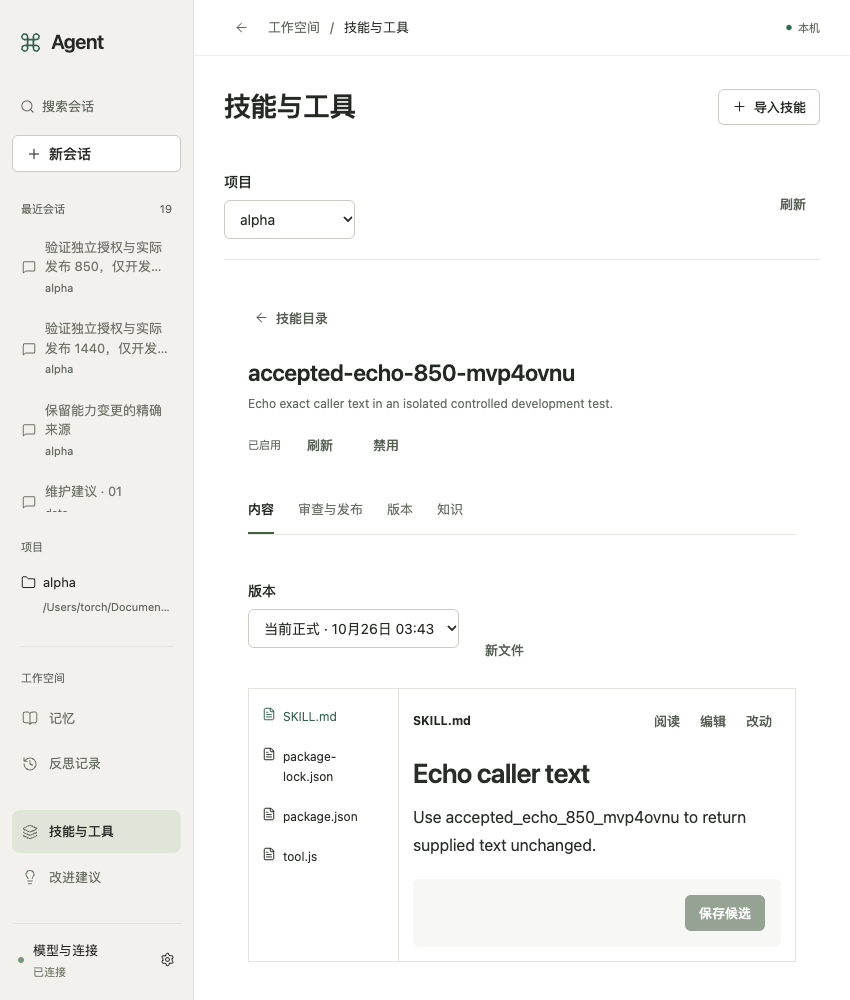 Agent
搜索会话
新会话
最近会话 19
验证独立授权与实际
发布 850，仅开发...
alpha
验证独立授权与实际
发布 1440，仅开发...
alpha
保留能力变更的精确
来源
alpha
维护建议 · 01
项目
alpha
/Users/torch/Documen...
工作空间
记忆
反思记录
技能与工具
改进建议
模型与连接
已连接
工作空间 / 技能与工具
本机
技能与工具
导入技能
项目
alpha
刷新
技能目录
accepted-echo-850-mvp4ovnu
Echo exact caller text in an isolated controlled development test.
已启用 刷新 禁用
内容 审查与发布 版本 知识
版本
当前正式 · 10月26日 03:43
新文件
SKILL.md
package-
lock.json
package.json
tool.js
SKILL.md 阅读 编辑 改动
Echo caller text
Use accepted_echo_850_mvp4ovnu to return
supplied text unchanged.
保存候选